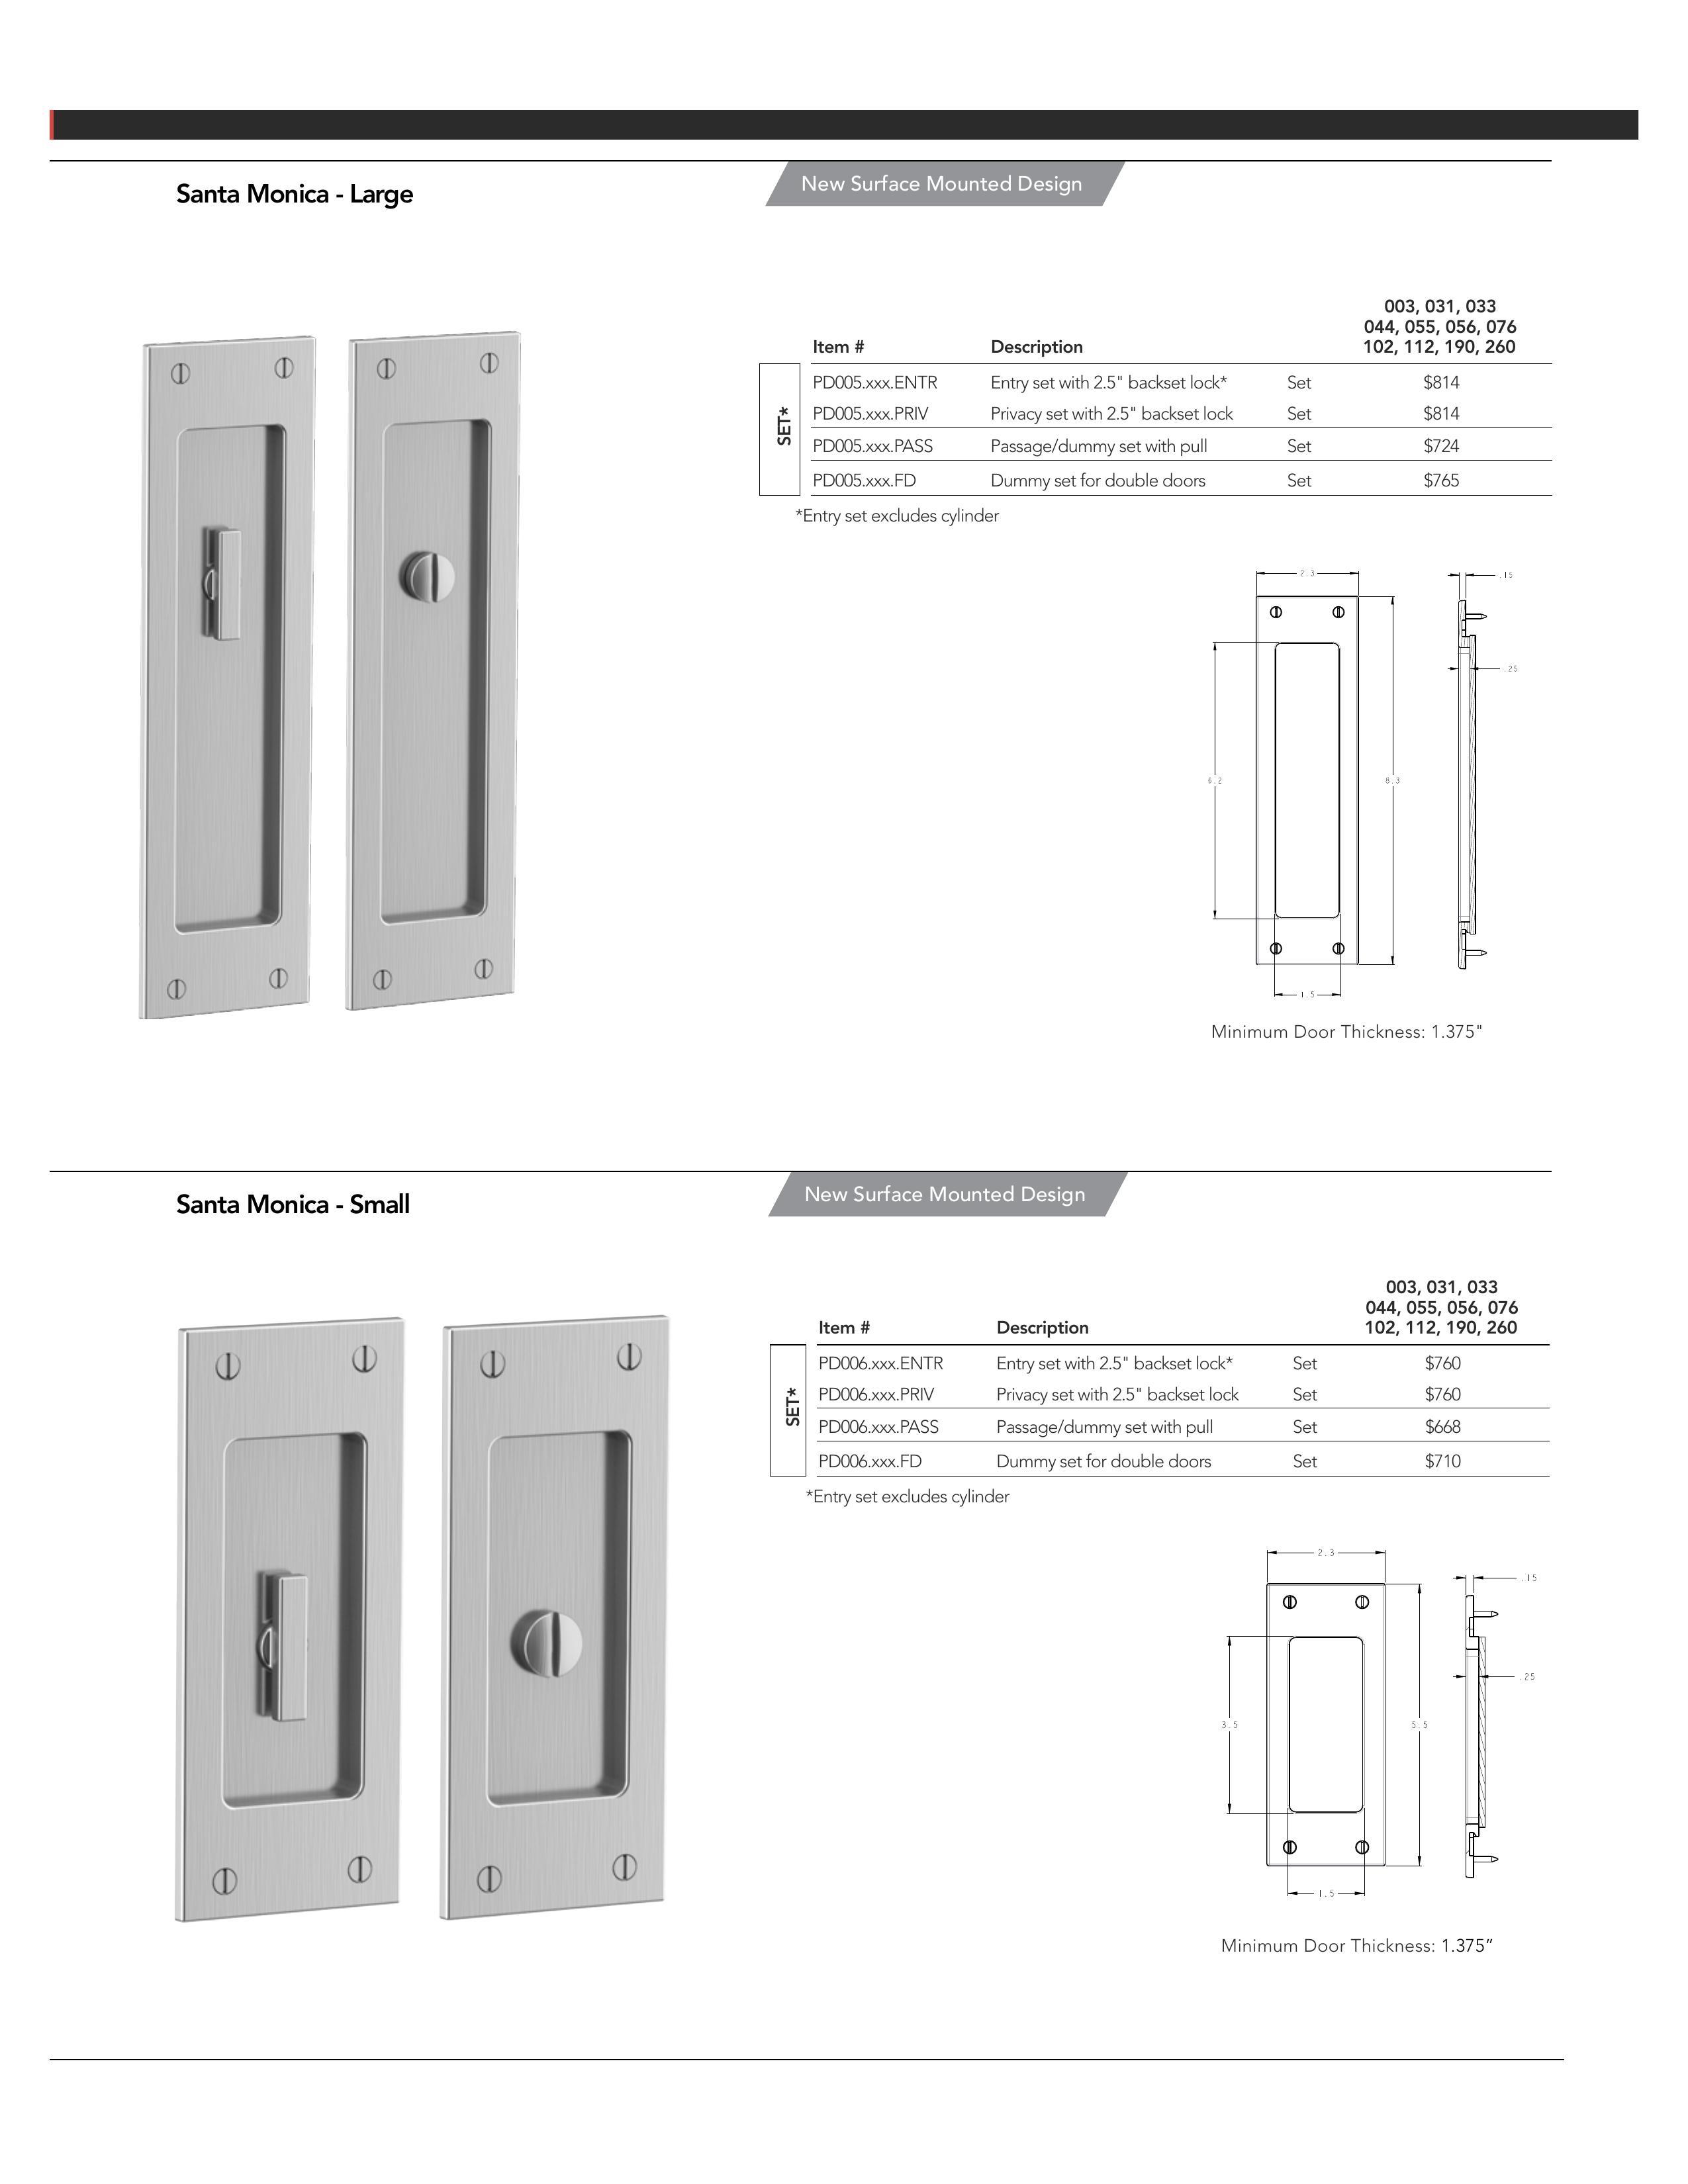 Santa Monica - Large
New Surface Mounted Design
003, 031, 033
044, 055, 056, 076
Item # Description 102, 112, 190, 260
SET*
PD005.xxx.ENTR Entry set with 2.5" backset lock* Set $814
PD005.xxx.PRIV Privacy set with 2.5" backset lock Set $814
PD005.xxx.PASS Passage/dummy set with pull Set $724
PD005.xxx.FD Dummy set for double doors Set $765
*Entry set excludes cylinder
2.3
.15
.25
6.2
8.3
1.5
Minimum Door Thickness: 1.375"
Santa Monica - Small
New Surface Mounted Design
003, 031, 033
044, 055, 056, 076
Item # Description 102, 112, 190, 260
SET*
PD006.xxx.ENTR Entry set with 2.5" backset lock* Set $760
PD006.xxx.PRIV Privacy set with 2.5" backset lock Set $760
PD006.xxx.PASS Passage/dummy set with pull Set $668
PD006.xxx.FD Dummy set for double doors Set $710
*Entry set excludes cylinder
2.3
.15
.25
3.5
5.5
1.5
Minimum Door Thickness: 1.375”